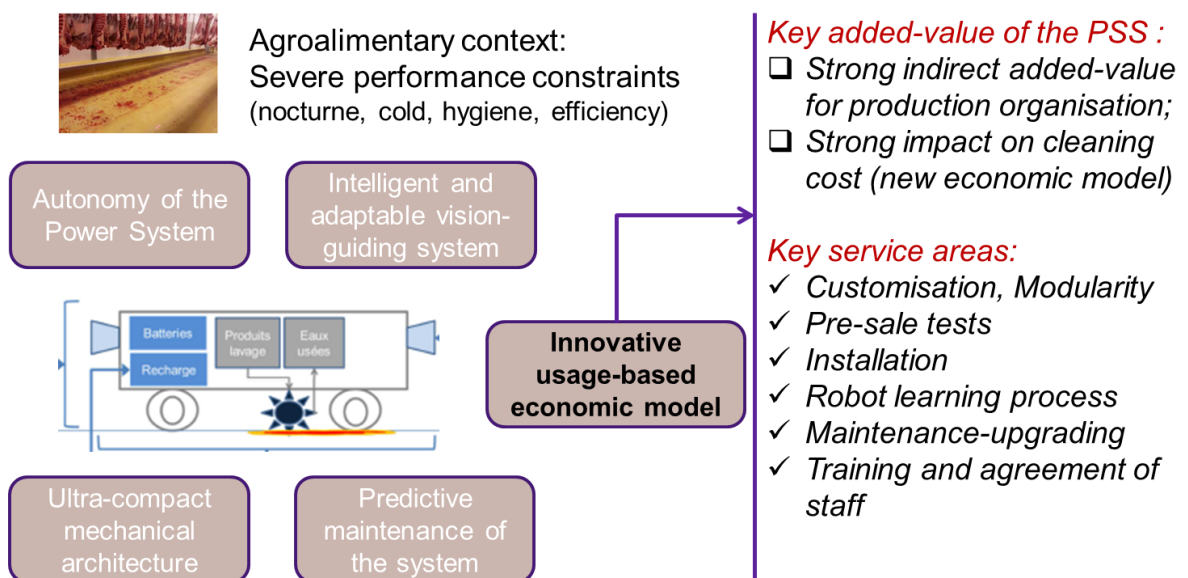 Agroalimentary context:
Severe performance constraints
(nocturne, cold, hygiene, efficiency)
Autonomy of the
Power System
Intelligent and
adaptable vision-
guiding system
Batteries
Recharge
Produits
lavage
Eaux
usées
Innovative
usage-based
economic model
Ultra-compact
mechanical
architecture
Predictive
maintenance of
the system
Key added-value of the PSS :
❑ Strong indirect added-value
for production organisation;
❑ Strong impact on cleaning
cost (new economic model)
Key service areas:
✓ Customisation, Modularity
✓ Pre-sale tests
✓ Installation
✓ Robot learning process
✓ Maintenance-upgrading
✓ Training and agreement of
staff